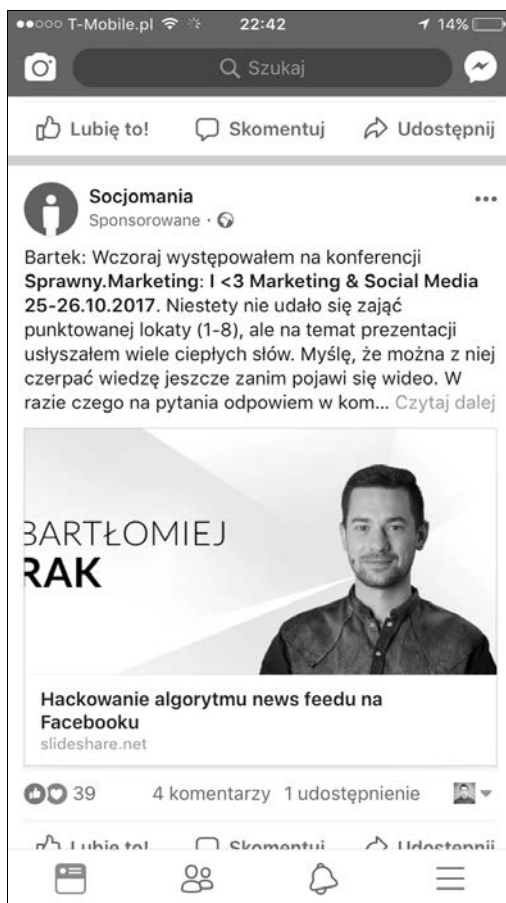 T-Mobile.pl 22:42 14%
Szukaj
Lubię to! Skomentuj Udostępnij
Socjomania
Sponsorowane ·
Bartek: Wczoraj występowałem na konferencji
Sprawny.Marketing: I <3 Marketing & Social Media
25-26.10.2017. Niestety nie udało się zająć
punktowanej lokaty (1-8), ale na temat prezentacji
usłyszałem wiele ciepłych słów. Myślę, że można z niej
czerpać wiedzę jeszcze zanim pojawi się wideo. W
razie czego na pytania odpowiem w kom... Czytaj dalej
BARTŁOMIEJ
RAK
Hackowanie algorytmu news feedu na
Facebooku
slideshare.net
39 4 komentarzy 1 udostępnienie
Lubię to! Skomentuj Udostępnij